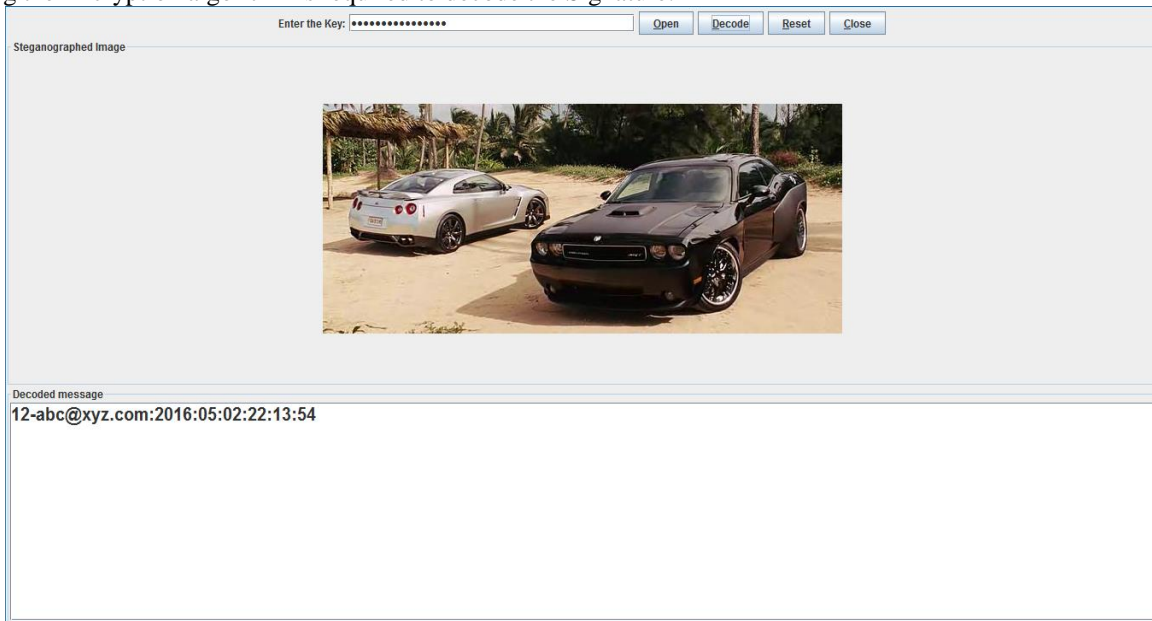 Enter the Key: •••••••••••••••• Open Decode Reset Close
Steganographed Image
Decoded message
12-abc@xyz.com:2016:05:02:22:13:54